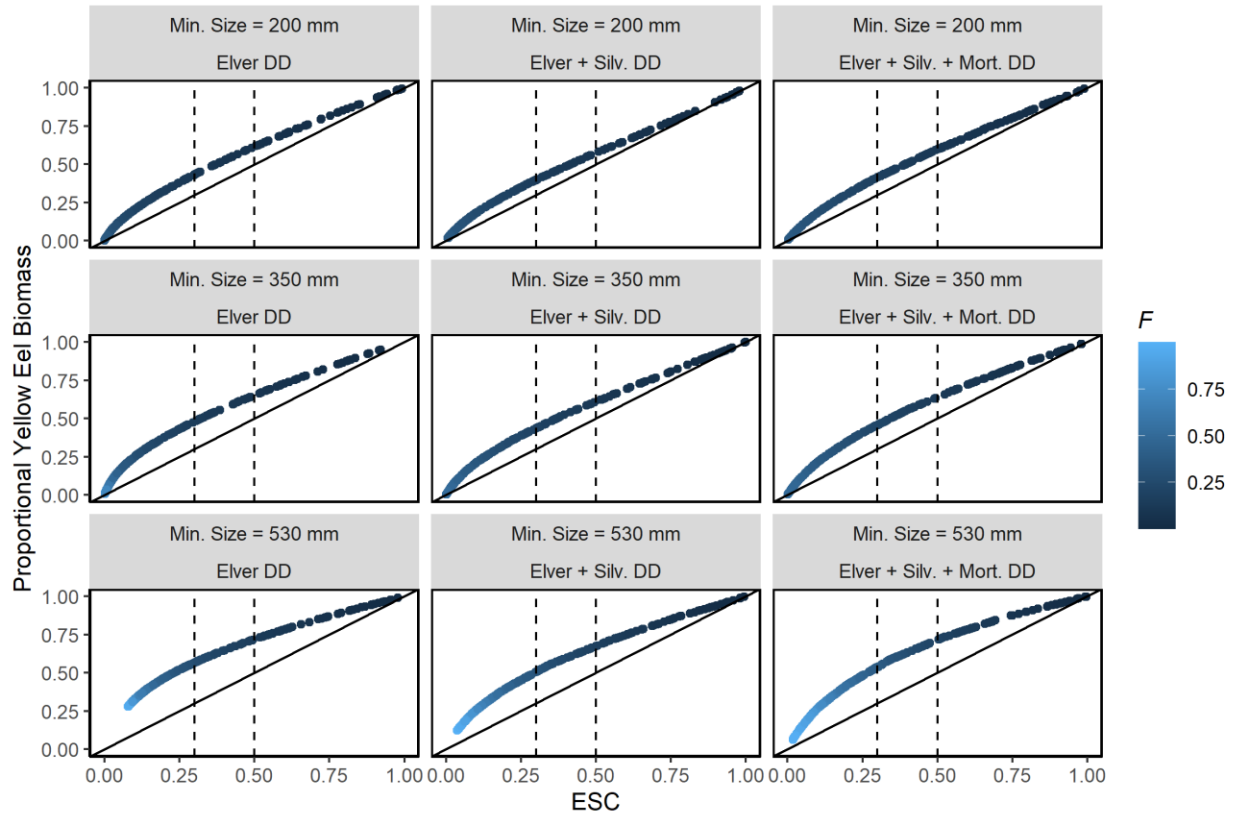 Min. Size = 200 mm
Elver DD
Min. Size = 200 mm
Elver + Silv. DD
Min. Size = 200 mm
Elver + Silv. + Mort. DD
1.00
0.75
0.50
0.25
0.00
Min. Size = 350 mm
Elver DD
Min. Size = 350 mm
Elver + Silv. DD
Min. Size = 350 mm
Elver + Silv. + Mort. DD
1.00
0.75
0.50
0.25
0.00
Min. Size = 530 mm
Elver DD
Min. Size = 530 mm
Elver + Silv. DD
Min. Size = 530 mm
Elver + Silv. + Mort. DD
1.00
0.75
0.50
0.25
0.00
0.00 0.25 0.50 0.75 1.00
0.00 0.25 0.50 0.75 1.00
0.00 0.25 0.50 0.75 1.00
ESC
Proportional Yellow Eel Biomass
F
0.75
0.50
0.25